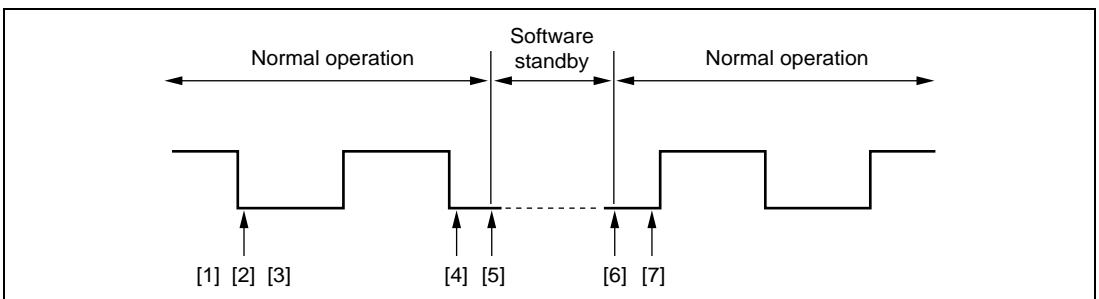 Software
Normal operation standby Normal operation
[1] [2] [3] [4] [5] [6] [7]